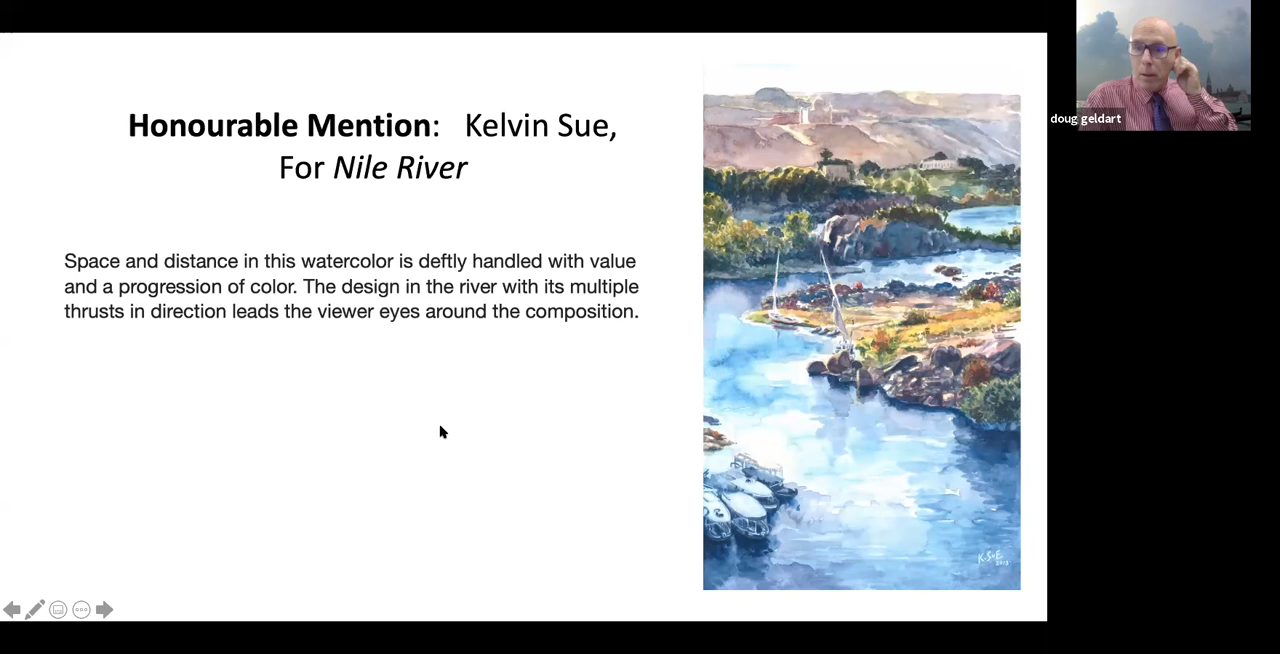 Honourable Mention:   Kelvin Sue,
For Nile River
Space and distance in this watercolor is deftly handled with value
and a progression of color. The design in the river with its multiple
thrusts in direction leads the viewer eyes around the composition.
doug geldart
K. SUE
2013